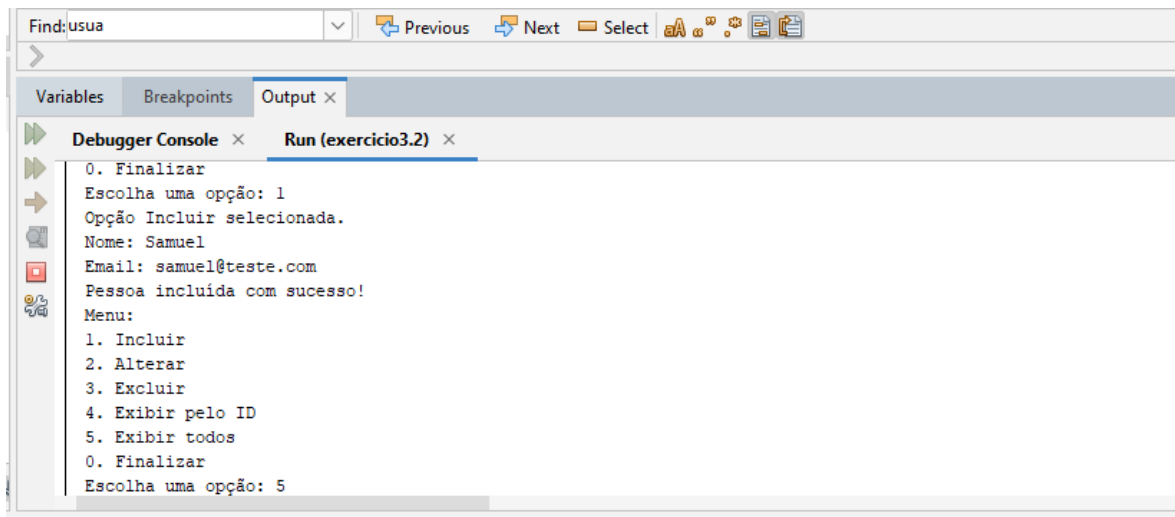 Find: usua Previous Next Select
Variables Breakpoints Output
Debugger Console Run (exercicio3.2)
0. Finalizar
Escolha uma opção: 1
Opção Incluir selecionada.
Nome: Samuel
Email: samuel@teste.com
Pessoa incluída com sucesso!
Menu:
1. Incluir
2. Alterar
3. Excluir
4. Exibir pelo ID
5. Exibir todos
0. Finalizar
Escolha uma opção: 5